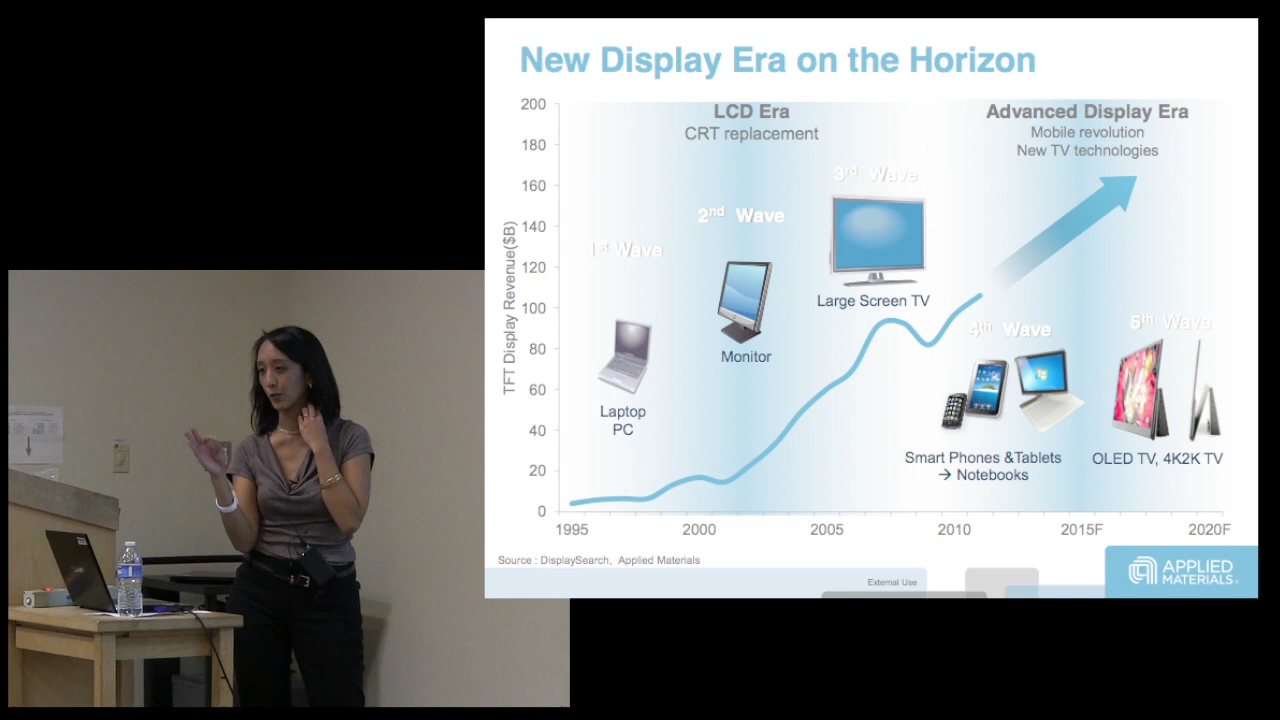 New Display Era on the Horizon
200
180
160
140
120
100
80
60
40
20
0
TFT Display Revenue($B)
LCD Era
CRT replacement
Advanced Display Era
Mobile revolution
New TV technologies
1st Wave
2nd Wave
3rd Wave
4th Wave
5th Wave
Laptop
PC
Monitor
Large Screen TV
Smart Phones &Tablets
→ Notebooks
OLED TV, 4K2K TV
1995
2000
2005
2010
2015F
2020F
Source : DisplaySearch, Applied Materials
External Use
APPLIED
MATERIALS®